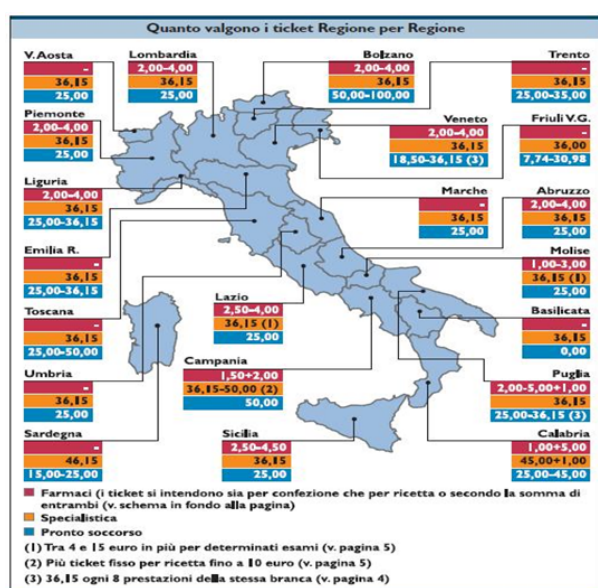 Quanto valgono i ticket Regione per Regione
V. Aosta
-
36,15
25,00
Lombardia
2,00-4,00
36,15
25,00
Bolzano
2,00-4,00
36,15
50,00-100,00
Trento
-
36,15
25,00-35,00
Piemonte
2,00-4,00
36,15
25,00
Veneto
2,00-4,00
36,15
18,50-36,15 (3)
Friuli V.G.
-
36,00
7,74-30,98
Liguria
2,00-4,00
36,15
25,00-36,15
Marche
-
36,15
25,00
Abruzzo
2,00-4,00
36,15
25,00
Emilia R.
-
36,15
25,00-36,15
Molise
1,00-3,00
36,15 (1)
25,00
Toscana
-
36,15
25,00-50,00
Lazio
2,50-4,00
36,15 (1)
25,00
Basilicata
-
36,15
0,00
Umbria
-
36,15
25,00
Campania
1,50+2,00
36,15-50,00 (2)
50,00
Puglia
2,00-5,00+1,00
36,15
25,00-36,15 (3)
Sardegna
-
46,15
15,00-25,00
Sicilia
2,50-4,50
36,15
25,00
Calabria
1,00+5,00
45,00+1,00
25,00-45,00
Farmaci (i ticket si intendono sia per confezione che per ricetta o secondo la somma di
entrambi (v. schema in fondo alla pagina)
Specialistica
Pronto soccorso
(1) Tra 4 e 15 euro in più per determinati esami (v. pagina 5)
(2) Più ticket fisso per ricetta fino a 10 euro (v. pagina 5)
(3) 36,15 ogni 8 prestazioni della stessa branca (v. pagina 4)